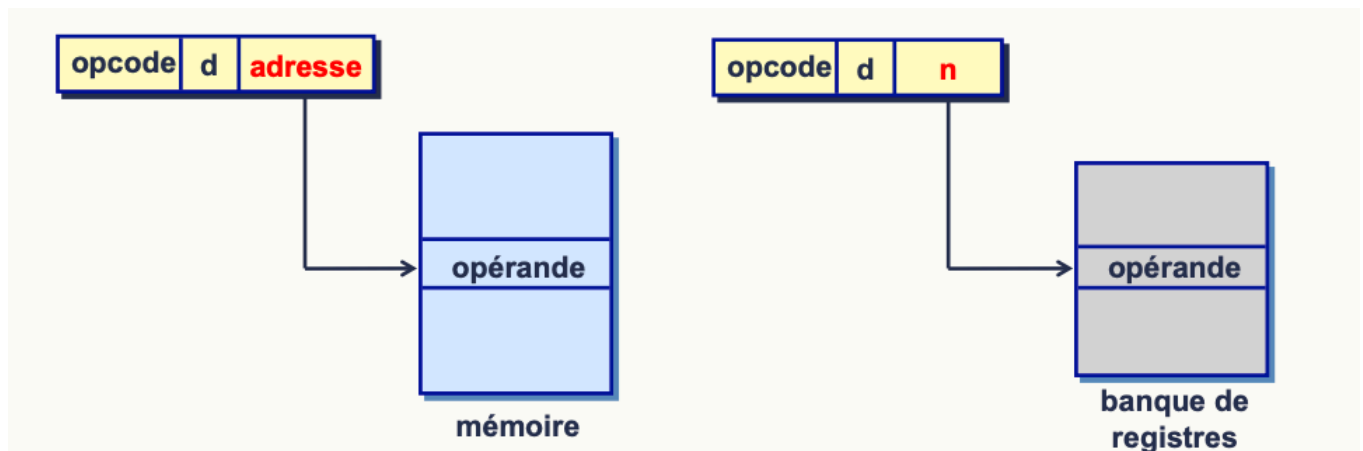 opcode d adresse
opérande
mémoire
opcode d n
opérande
banque de
registres